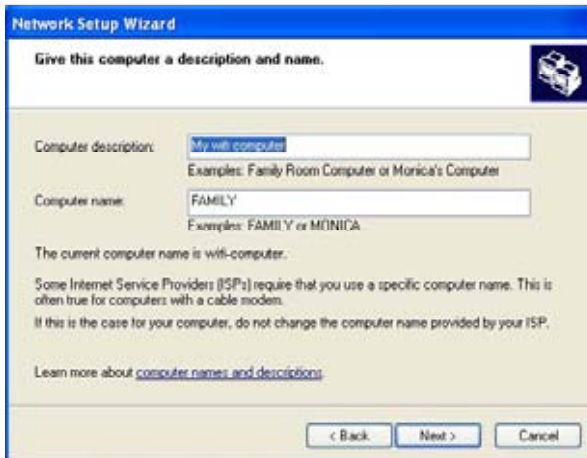 Network Setup Wizard
Give this computer a description and name.
Computer description:
My wifi computer
Examples: Family Room Computer or Monica's Computer
Computer name:
FAMILY
Examples: FAMILY or MONICA
The current computer name is wifi-computer.
Some Internet Service Providers (ISPs) require that you use a specific computer name. This is
often true for computers with a cable modem.
If this is the case for your computer, do not change the computer name provided by your ISP.
Learn more about computer names and descriptions.
< Back
Next >
Cancel